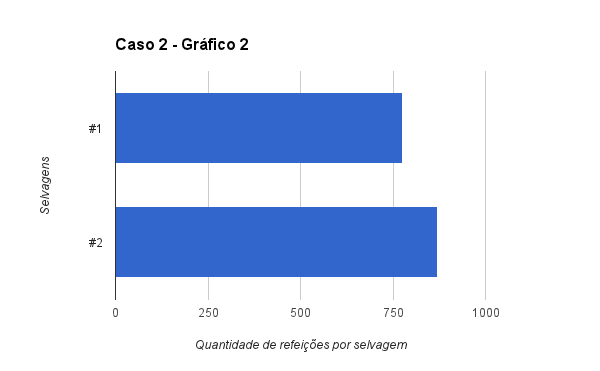 Caso 2 - Gráfico 2
Selvagens
#1
#2
0 250 500 750 1000
Quantidade de refeições por selvagem